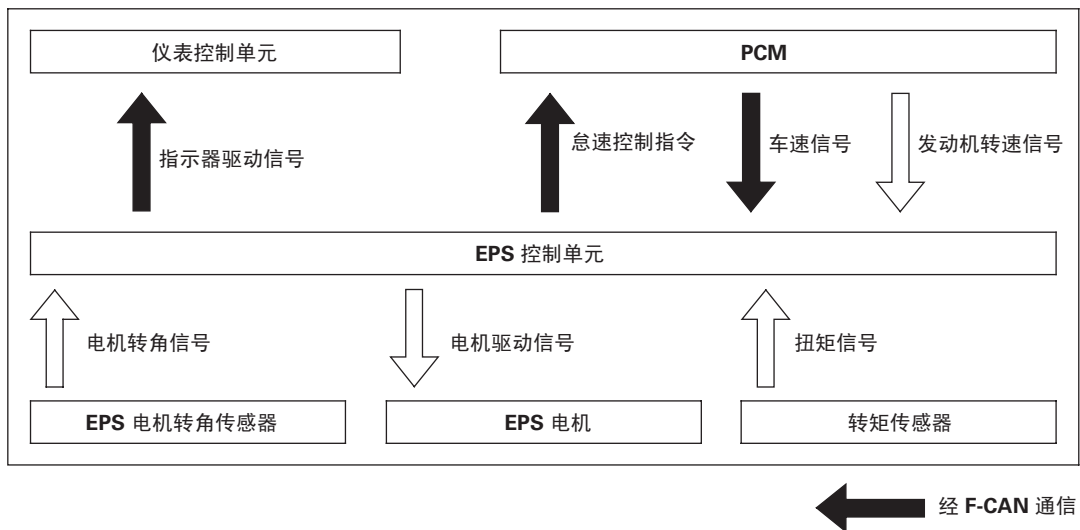 仪表控制单元
PCM
指示器驱动信号
怠速控制指令
车速信号
发动机转速信号
EPS 控制单元
电机转角信号
电机驱动信号
扭矩信号
EPS 电机转角传感器
EPS 电机
转矩传感器
经 F-CAN 通信